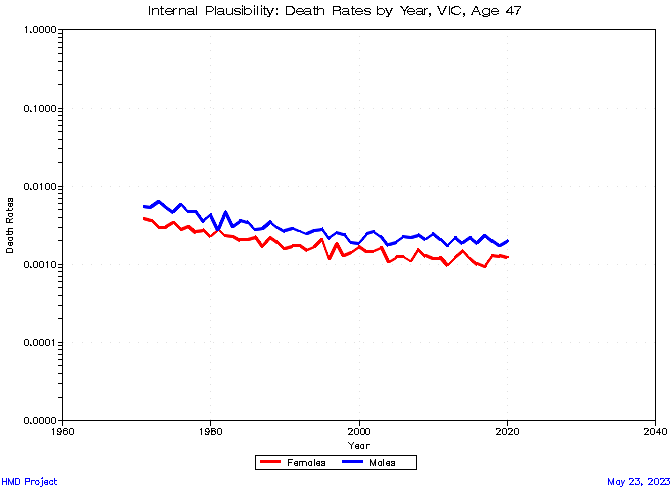 Internal Plausibility: Death Rates by Year, VIC, Age 47
1.0000
0.1000
0.0100
0.0010
0.0001
0.0000
Death Rates
1960 1980 2000 2020 2040
Year
Females Males
HMD Project
May 23, 2023